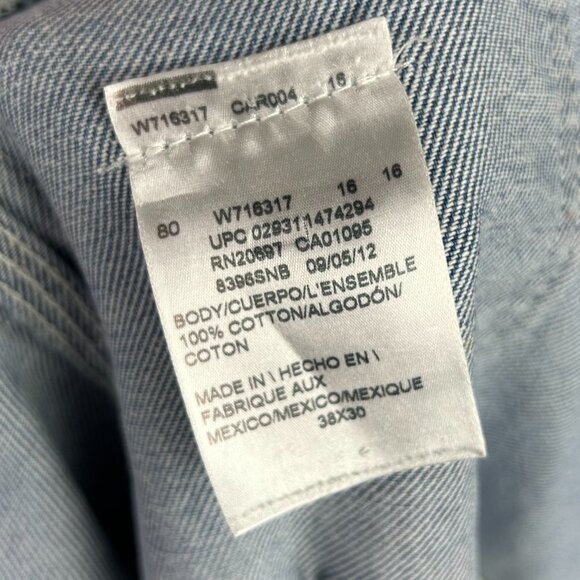 W716317 CAR004 16
80 W716317 16 16
UPC 029311474294
RN20697 CA01095
8396SNB 09/05/12
BODY/CUERPO/L'ENSEMBLE
100% COTTON/ALGODÓN/
COTON
MADE IN \ HECHO EN \
FABRIQUE AUX
MEXICO/MEXICO/MEXIQUE
38X30